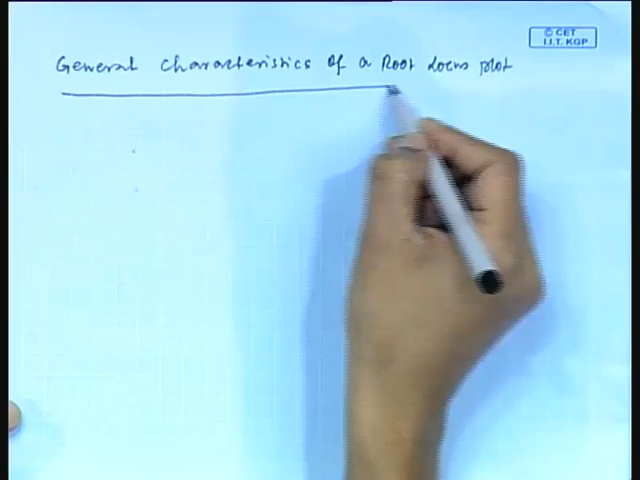 © CET
I.I.T. KGP
General characteristics of a Root locus plot